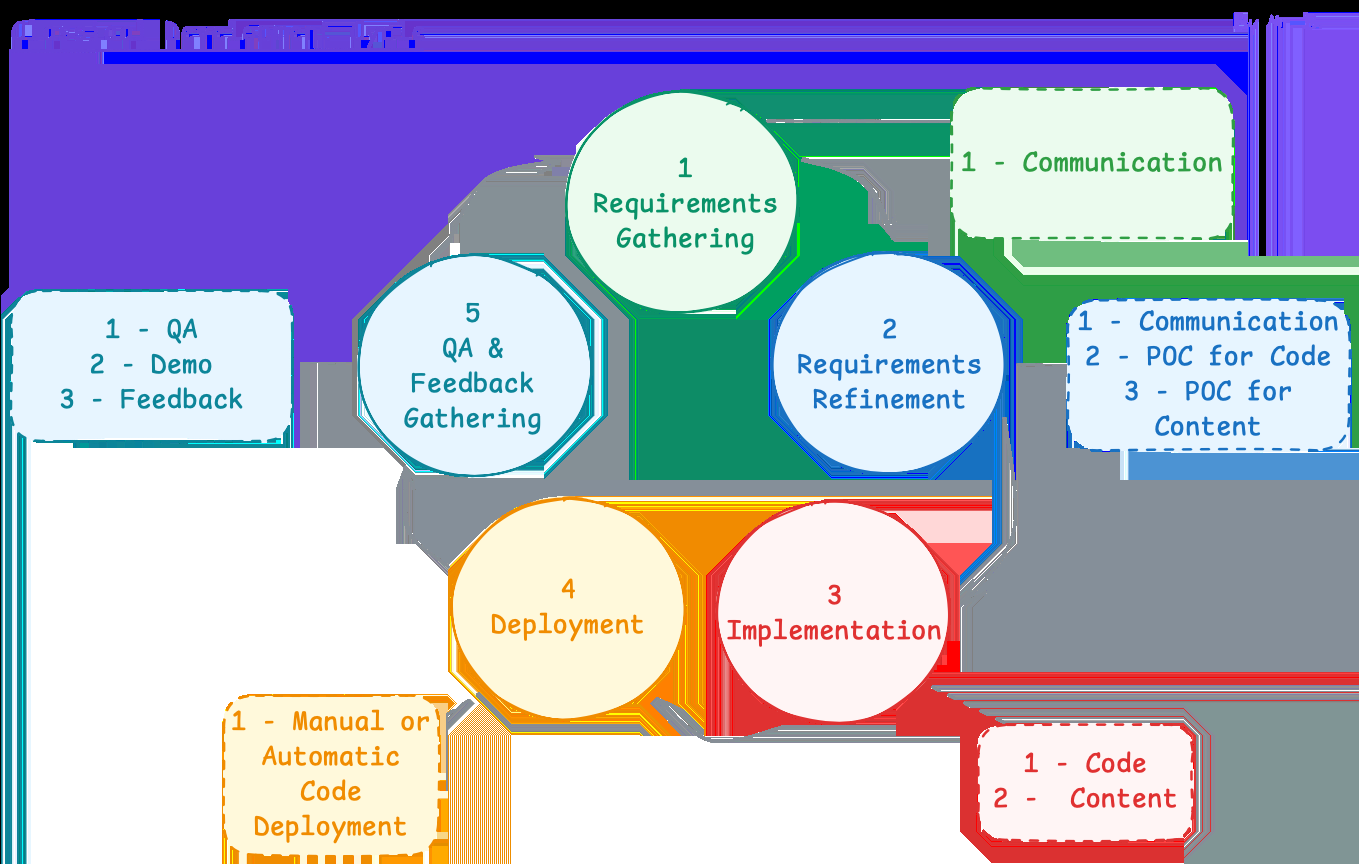 1
Requirements
Gathering
1 - Communication
2
Requirements
Refinement
1 - Communication
2 - POC for Code
3 - POC for
Content
3
Implementation
1 - Code
2 - Content
4
Deployment
1 - Manual or
Automatic
Code
Deployment
5
QA &
Feedback
Gathering
1 - QA
2 - Demo
3 - Feedback